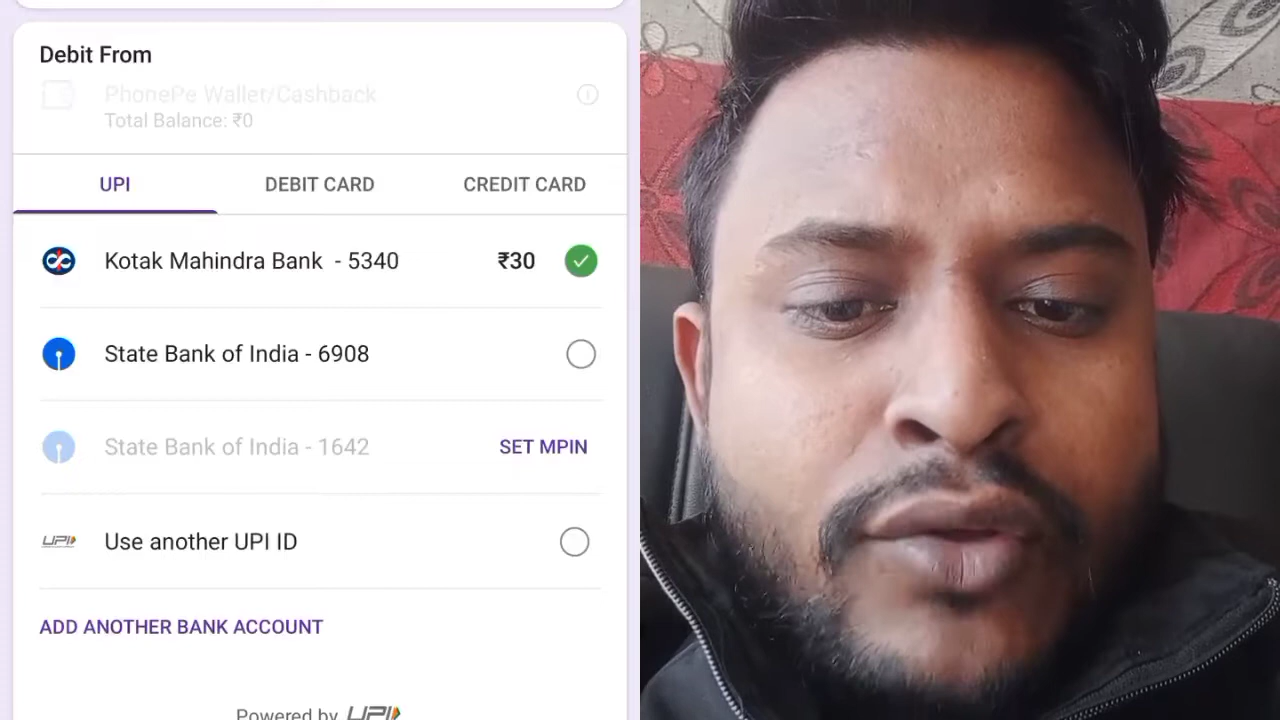 Debit From
PhonePe Wallet/Cashback
Total Balance: ₹0
UPI DEBIT CARD CREDIT CARD
Kotak Mahindra Bank - 5340 ₹30
State Bank of India - 6908
State Bank of India - 1642 SET MPIN
UPI Use another UPI ID
ADD ANOTHER BANK ACCOUNT
Powered by UPI